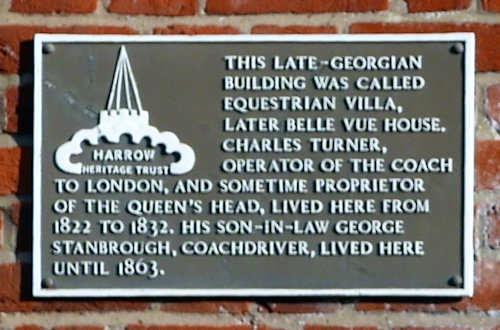 HARROW
HERITAGE TRUST
THIS LATE-GEORGIAN
BUILDING WAS CALLED
EQUESTRIAN VILLA,
LATER BELLE VUE HOUSE.
CHARLES TURNER,
OPERATOR OF THE COACH
TO LONDON, AND SOMETIME PROPRIETOR
OF THE QUEEN'S HEAD, LIVED HERE FROM
1822 TO 1832. HIS SON-IN-LAW GEORGE
STANBROUGH, COACHDRIVER, LIVED HERE
UNTIL 1863.